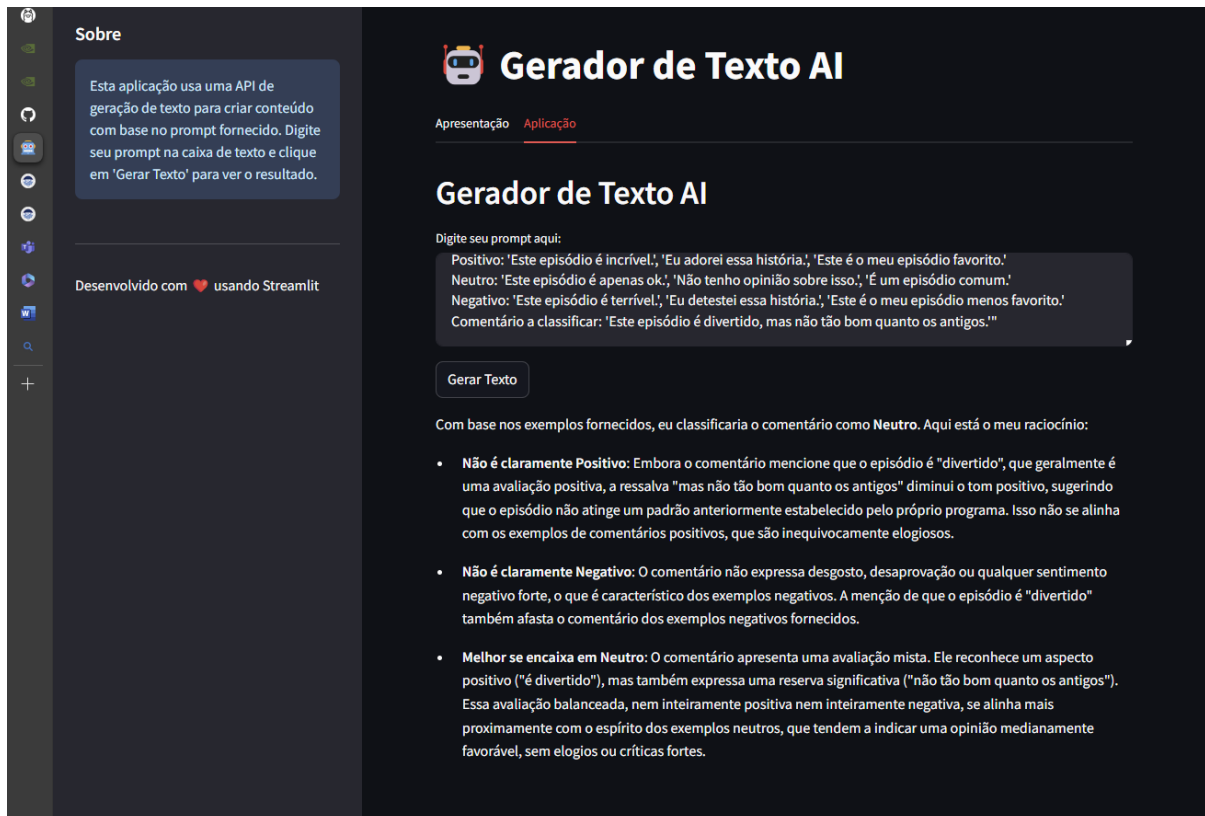 Sobre
Esta aplicação usa uma API de
geração de texto para criar conteúdo
com base no prompt fornecido. Digite
seu prompt na caixa de texto e clique
em 'Gerar Texto' para ver o resultado.
Desenvolvido com ❤️ usando Streamlit
Gerador de Texto AI
Apresentação Aplicação
Gerador de Texto AI
Digite seu prompt aqui:
Positivo: 'Este episódio é incrível.', 'Eu adorei essa história.', 'Este é o meu episódio favorito.'
Neutro: 'Este episódio é apenas ok.', 'Não tenho opinião sobre isso.', 'É um episódio comum.'
Negativo: 'Este episódio é terrível.', 'Eu detestei essa história.', 'Este é o meu episódio menos favorito.'
Comentário a classificar: 'Este episódio é divertido, mas não tão bom quanto os antigos.'"
Gerar Texto
Com base nos exemplos fornecidos, eu classificaria o comentário como Neutro. Aqui está o meu raciocínio:
• Não é claramente Positivo: Embora o comentário mencione que o episódio é "divertido", que geralmente é
uma avaliação positiva, a ressalva "mas não tão bom quanto os antigos" diminui o tom positivo, sugerindo
que o episódio não atinge um padrão anteriormente estabelecido pelo próprio programa. Isso não se alinha
com os exemplos de comentários positivos, que são inequivocamente elogiosos.
• Não é claramente Negativo: O comentário não expressa desgosto, desaprovação ou qualquer sentimento
negativo forte, o que é característico dos exemplos negativos. A menção de que o episódio é "divertido"
também afasta o comentário dos exemplos negativos fornecidos.
• Melhor se encaixa em Neutro: O comentário apresenta uma avaliação mista. Ele reconhece um aspecto
positivo ("é divertido"), mas também expressa uma reserva significativa ("não tão bom quanto os antigos").
Essa avaliação balanceada, nem inteiramente positiva nem inteiramente negativa, se alinha mais
proximamente com o espírito dos exemplos neutros, que tendem a indicar uma opinião medianamente
favorável, sem elogios ou críticas fortes.